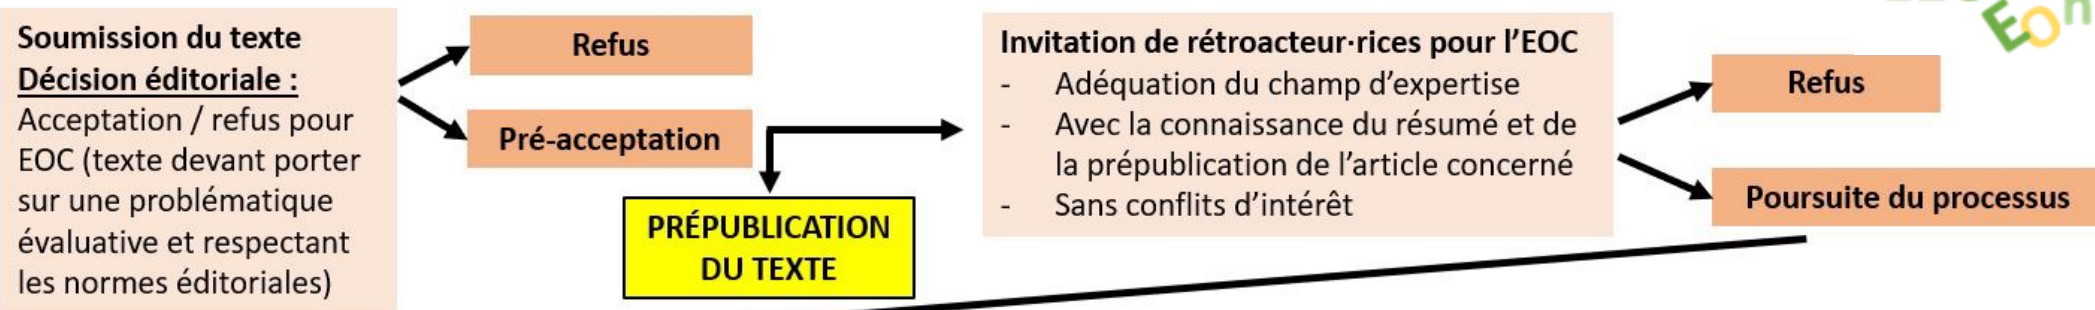 Soumission du texte
Décision éditoriale :
Acceptation / refus pour
EOC (texte devant porter
sur une problématique
évaluative et respectant
les normes éditoriales)
Refus
Pré-acceptation
PRÉPUBLICATION
DU TEXTE
Invitation de rétroacteur·rices pour l'EOC
- Adéquation du champ d'expertise
- Avec la connaissance du résumé et de
la prépublication de l'article concerné
- Sans conflits d'intérêt
Refus
Poursuite du processus